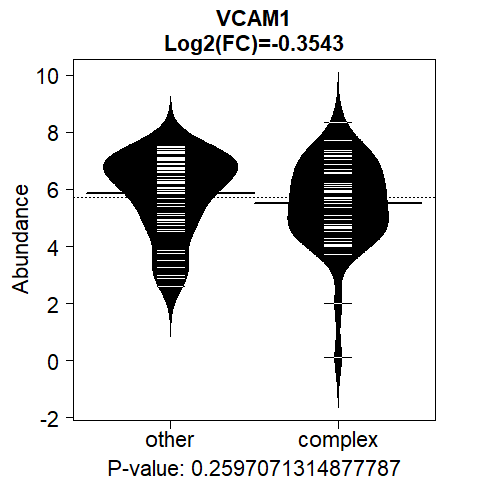 VCAM1
Log2(FC)=-0.3543
Abundance
10
8
6
4
2
0
-2
other complex
P-value: 0.2597071314877787